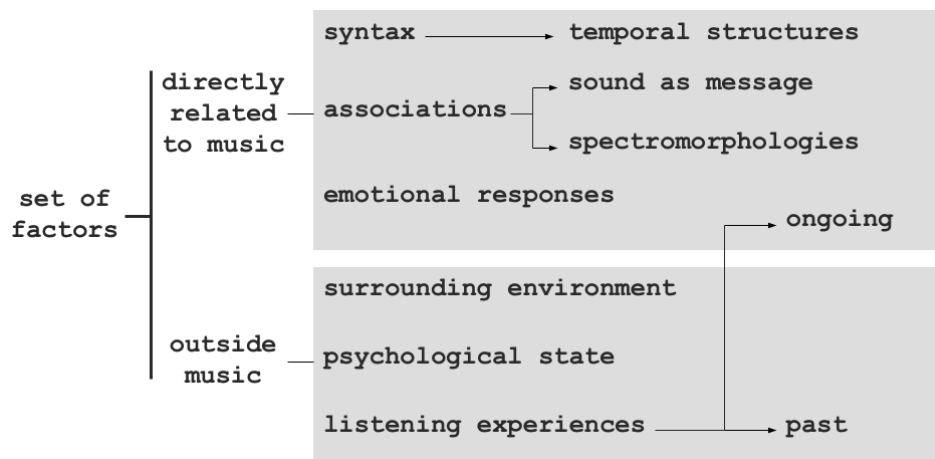 set of
factors
directly
related
to music
syntax
temporal structures
associations
sound as message
spectromorphologies
emotional responses
ongoing
outside
music
surrounding environment
psychological state
listening experiences
past